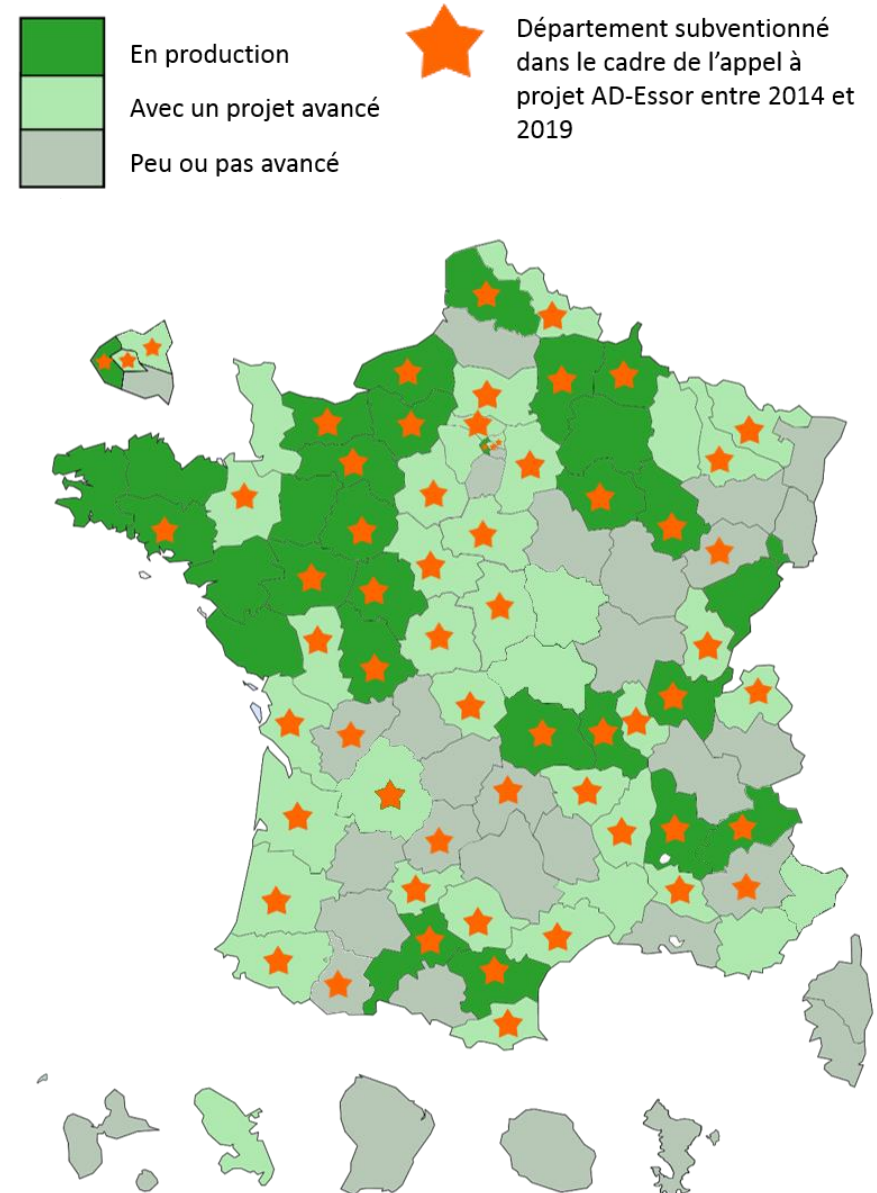 En production
Avec un projet avancé
Peu ou pas avancé
Département subventionné
dans le cadre de l’appel à
projet AD-Essor entre 2014 et
2019